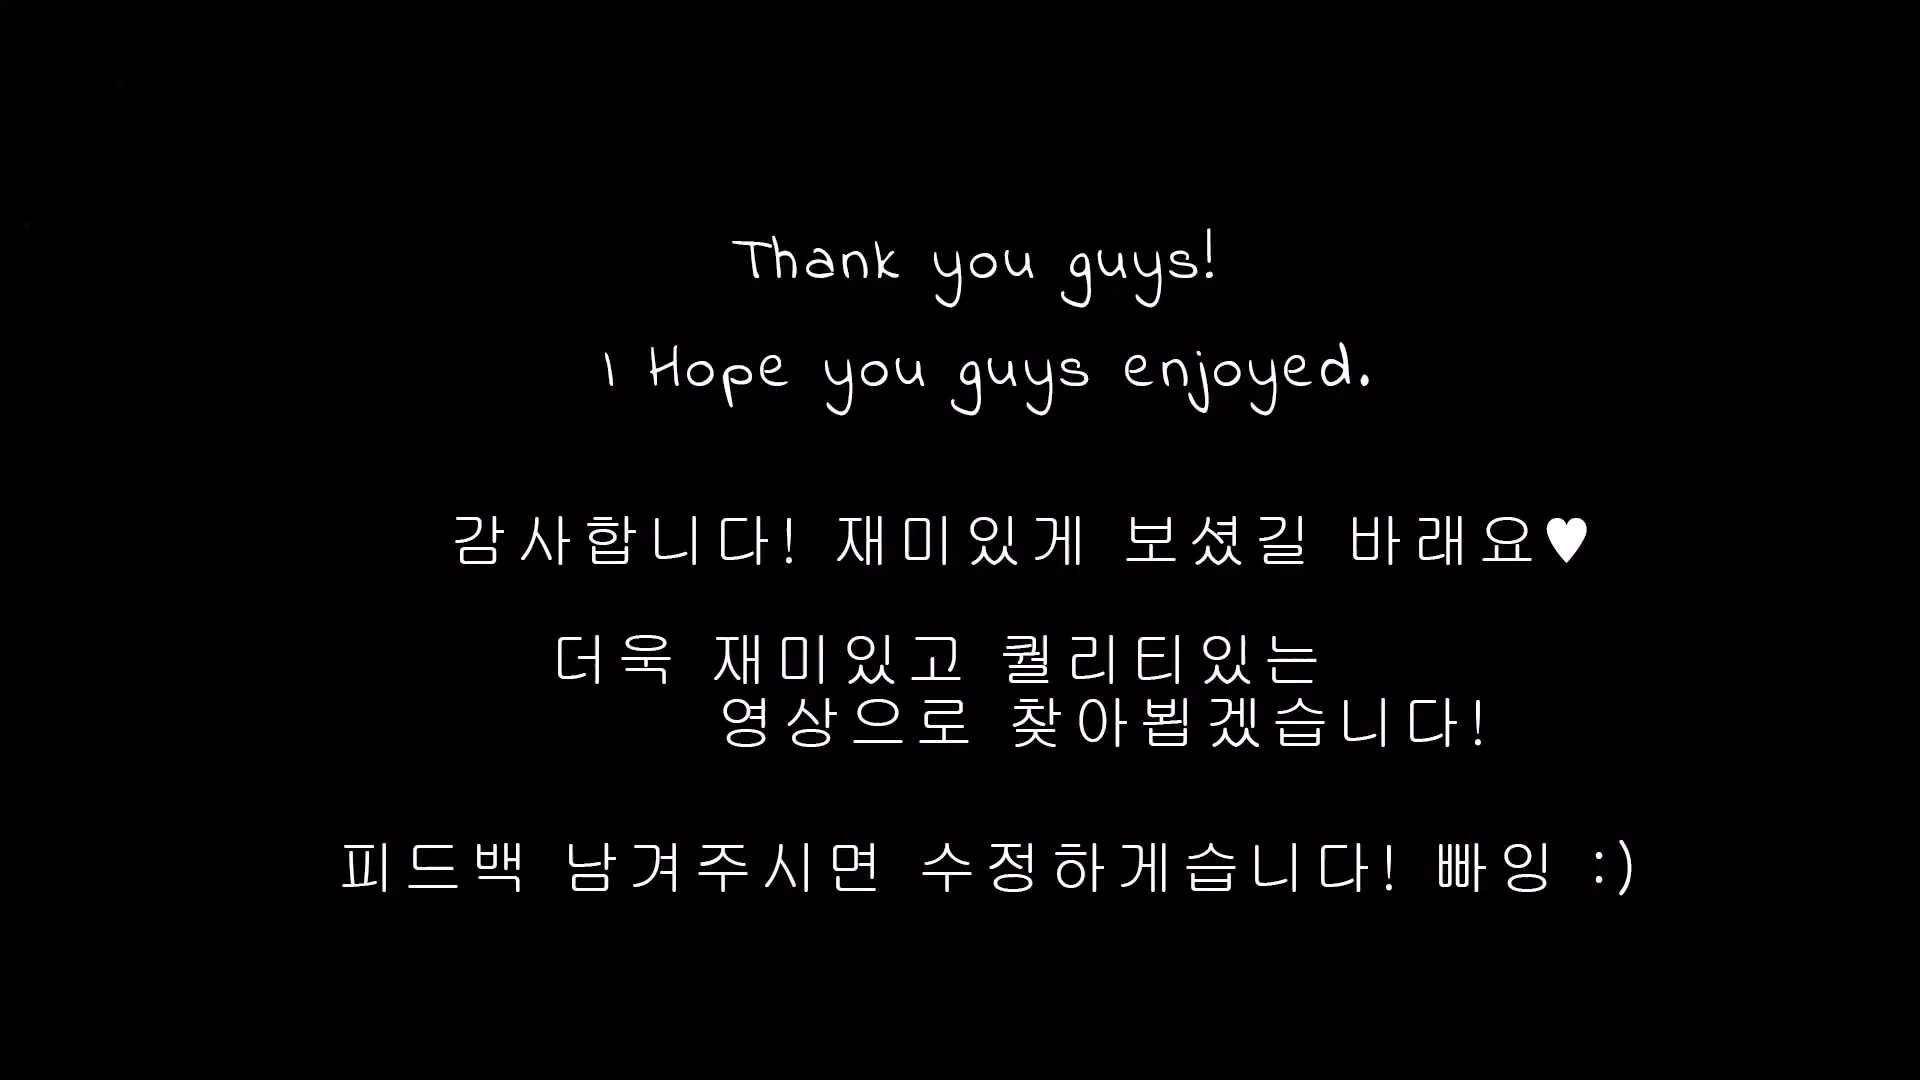 Thank you guys!
I Hope you guys enjoyed.
감사합니다! 재미있게 보셨길 바래요♥
더욱 재미있고 퀄리티있는
영상으로 찾아뵙겠습니다!
피드백 남겨주시면 수정하게습니다! 빠잉 :)